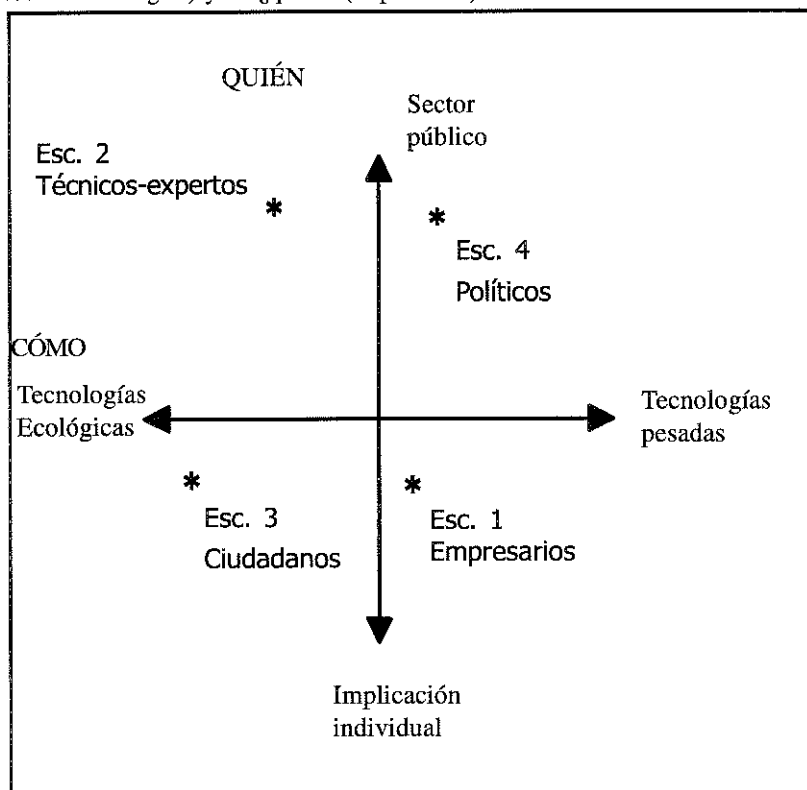 QUIÉN
Sector
público
Esc. 2
Técnicos-expertos
*
*
Esc. 4
Políticos
CÓMO
Tecnologías
Ecológicas
Tecnologías
pesadas
*
*
Esc. 3
Ciudadanos
Esc. 1
Empresarios
Implicación
individual